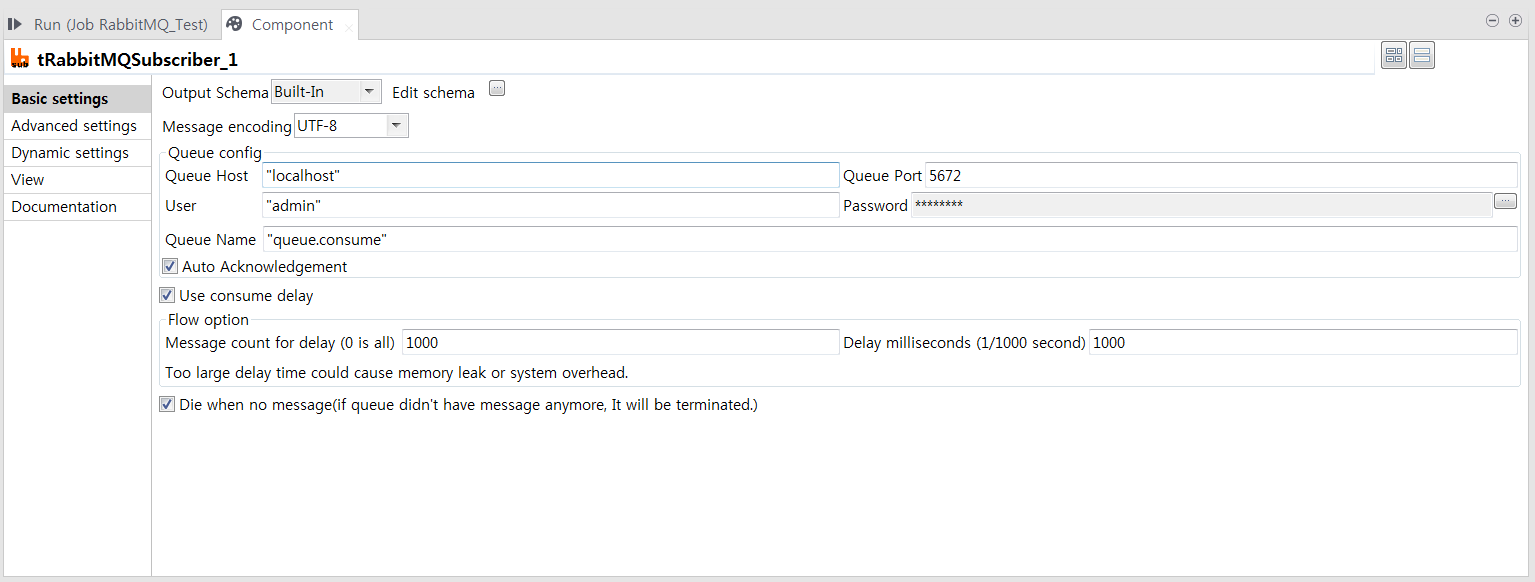 Run (Job RabbitMQ_Test) Component
tRabbitMQSubscriber_1
Basic settings
Advanced settings
Dynamic settings
View
Documentation
Output Schema Built-In Edit schema ...
Message encoding UTF-8
Queue config
Queue Host "localhost" Queue Port 5672
User "admin" Password ******** ...
Queue Name "queue.consume"
Auto Acknowledgement
Use consume delay
Flow option
Message count for delay (0 is all) 1000 Delay milliseconds (1/1000 second) 1000
Too large delay time could cause memory leak or system overhead.
Die when no message(if queue didn't have message anymore, It will be terminated.)